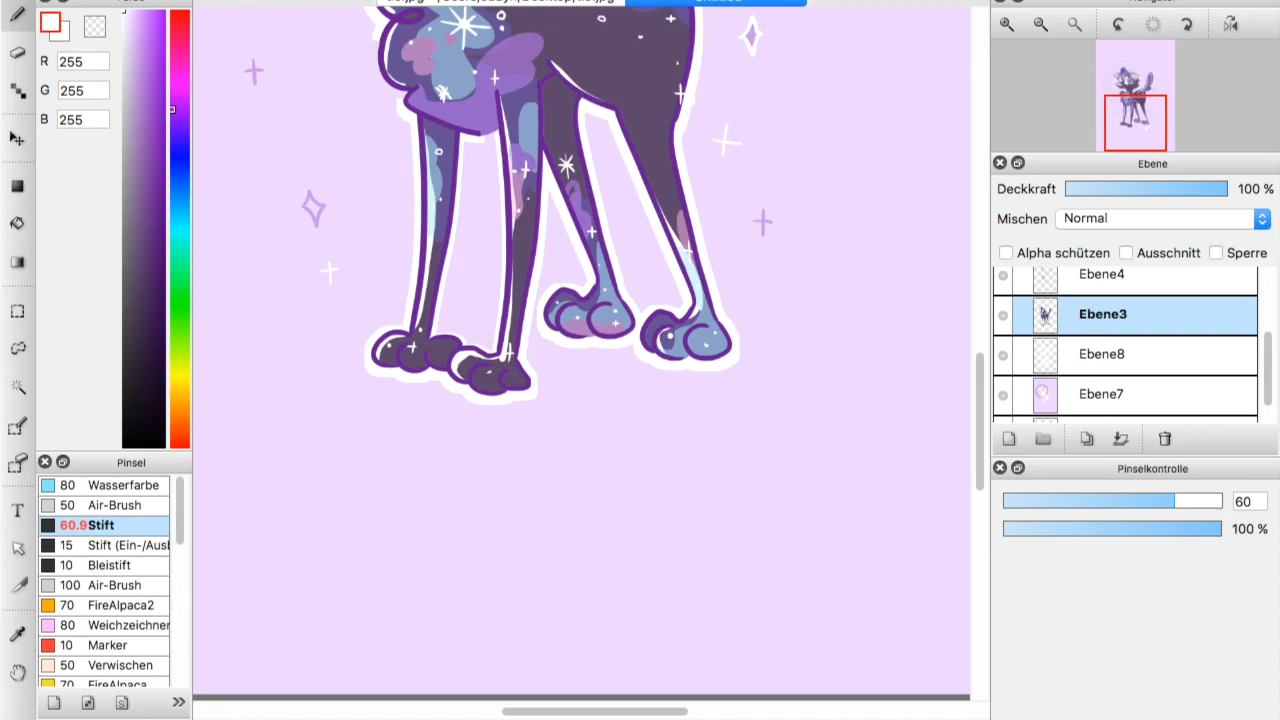 R 255
G 255
B 255
Pinsel
80 Wasserfarbe
50 Air-Brush
60.9 Stift
15 Stift (Ein-/Ausl
10 Bleistift
100 Air-Brush
70 FireAlpaca2
80 Weichzeichner
10 Marker
50 Verwischen
70 FireAlpaca
T
Ebene
Deckkraft 100 %
Mischen Normal
Alpha schützen Ausschnitt Sperre
Ebene4
Ebene3
Ebene8
Ebene7
Pinselkontrolle
60
100 %